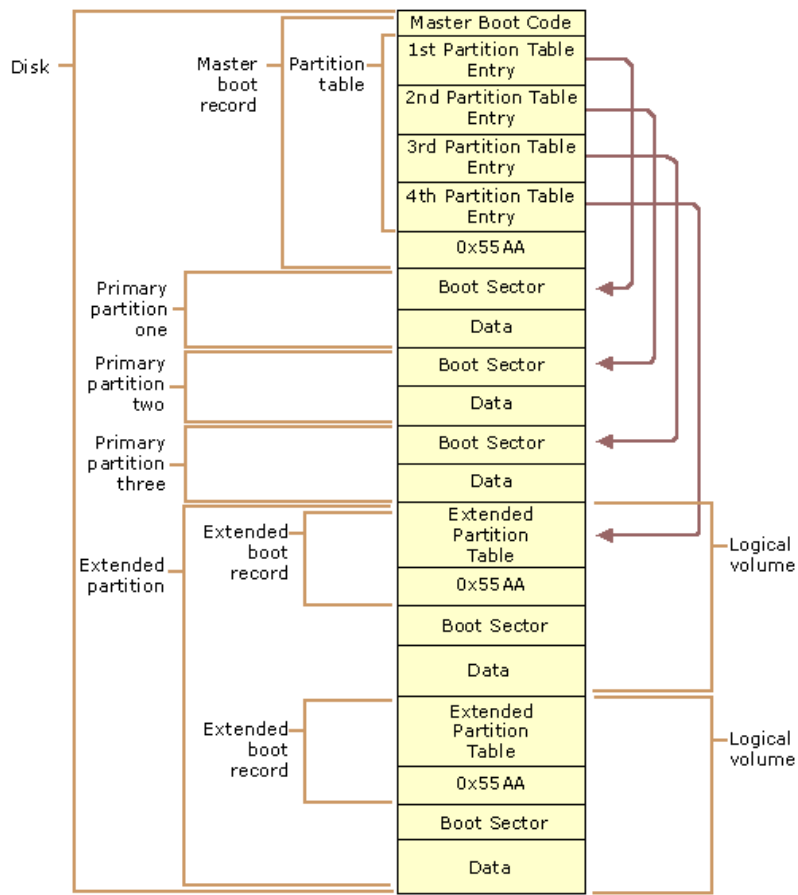 Master Boot Code
Disk
Master
boot
record
Partition
table
1st Partition Table
Entry
2nd Partition Table
Entry
3rd Partition Table
Entry
4th Partition Table
Entry
0x55AA
Primary
partition
one
Boot Sector
Data
Primary
partition
two
Boot Sector
Data
Primary
partition
three
Boot Sector
Data
Extended
partition
Extended
boot
record
Extended
Partition
Table
0x55AA
Boot Sector
Data
Logical
volume
Extended
boot
record
Extended
Partition
Table
0x55AA
Boot Sector
Data
Logical
volume